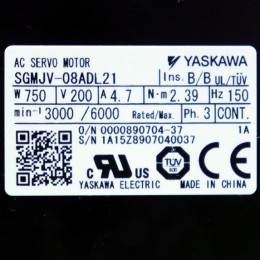 AC SERVO MOTOR
YASKAWA
SGMJV-08ADL21
Ins. B/B UL/TÜV
W 750 V 200 A 4.7 N·m 2.39 Hz 150
min⁻¹ 3000 /6000 Rated/Max. Ph. 3 CONT.
O/N 0000890704-37 1A
S/N 1A15Z8907040037
TÜV
YASKAWA ELECTRIC MADE IN CHINA